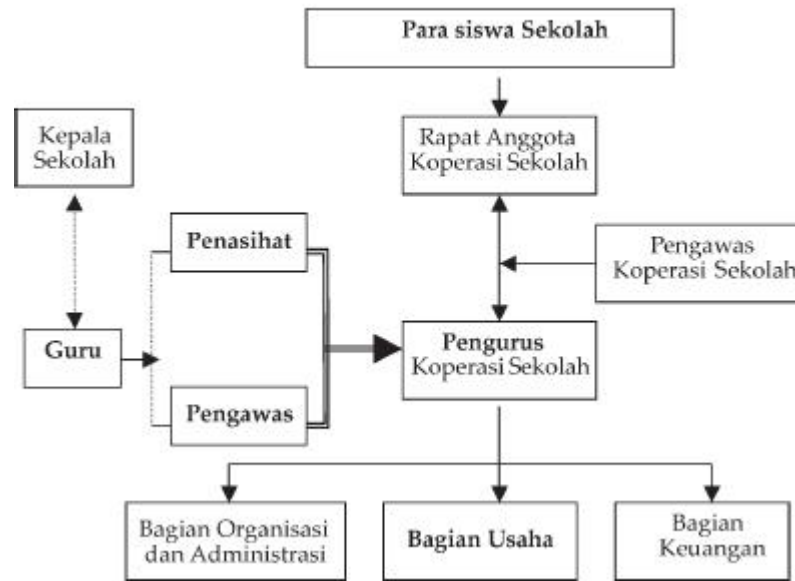 Para siswa Sekolah
Kepala
Sekolah
Rapat Anggota
Koperasi Sekolah
Penasihat
Pengawas
Koperasi Sekolah
Guru
Pengurus
Koperasi Sekolah
Pengawas
Bagian Organisasi
dan Administrasi
Bagian Usaha
Bagian
Keuangan